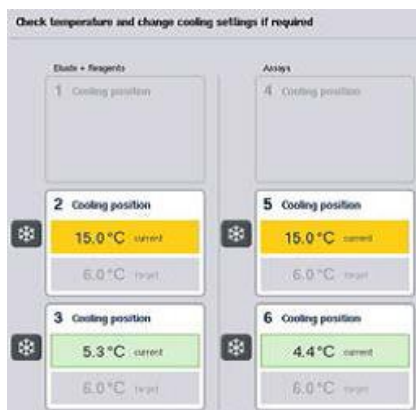 Check temperature and change cooling settings if required
Eluate + Reagents
Assays
1 Cooling position
4 Cooling position
2 Cooling position
5 Cooling position
15.0 °C current
15.0 °C current
6.0 °C target
6.0 °C target
3 Cooling position
6 Cooling position
5.3 °C current
4.4 °C current
6.0 °C target
6.0 °C target